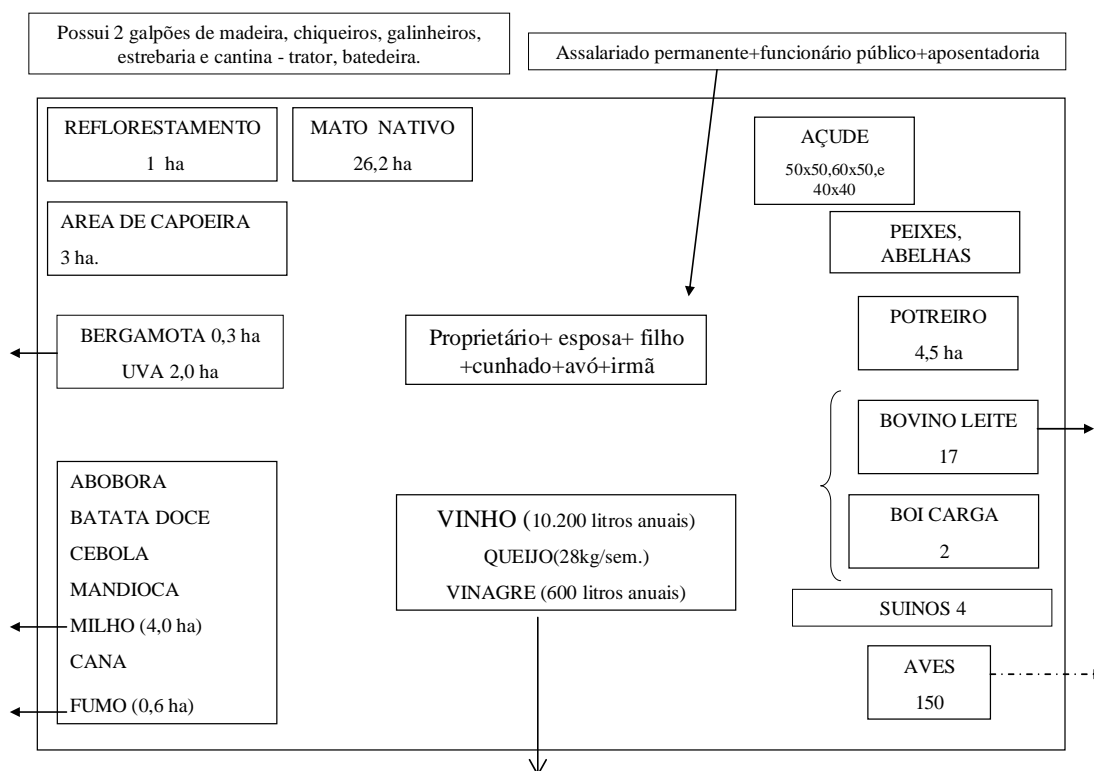 Possui 2 galpões de madeira, chiqueiros, galinheiros,
estrebaria e cantina - trator, batedeira.
Assalariado permanente+funcionário público+aposentadoria
REFLORESTAMENTO
1 ha
MATO NATIVO
26,2 ha
AÇUDE
50x50,60x50,e
40x40
AREA DE CAPOEIRA
3 ha.
PEIXES,
ABELHAS
BERGAMOTA 0,3 ha
UVA 2,0 ha
Proprietário+ esposa+ filho
+cunhado+avó+irmã
POTREIRO
4,5 ha
BOVINO LEITE
17
BOI CARGA
2
ABOBORA
BATATA DOCE
CEBOLA
MANDIOCA
MILHO (4,0 ha)
CANA
FUMO (0,6 ha)
VINHO (10.200 litros anuais)
QUEIJO(28kg/sem.)
VINAGRE (600 litros anuais)
SUINOS 4
AVES
150